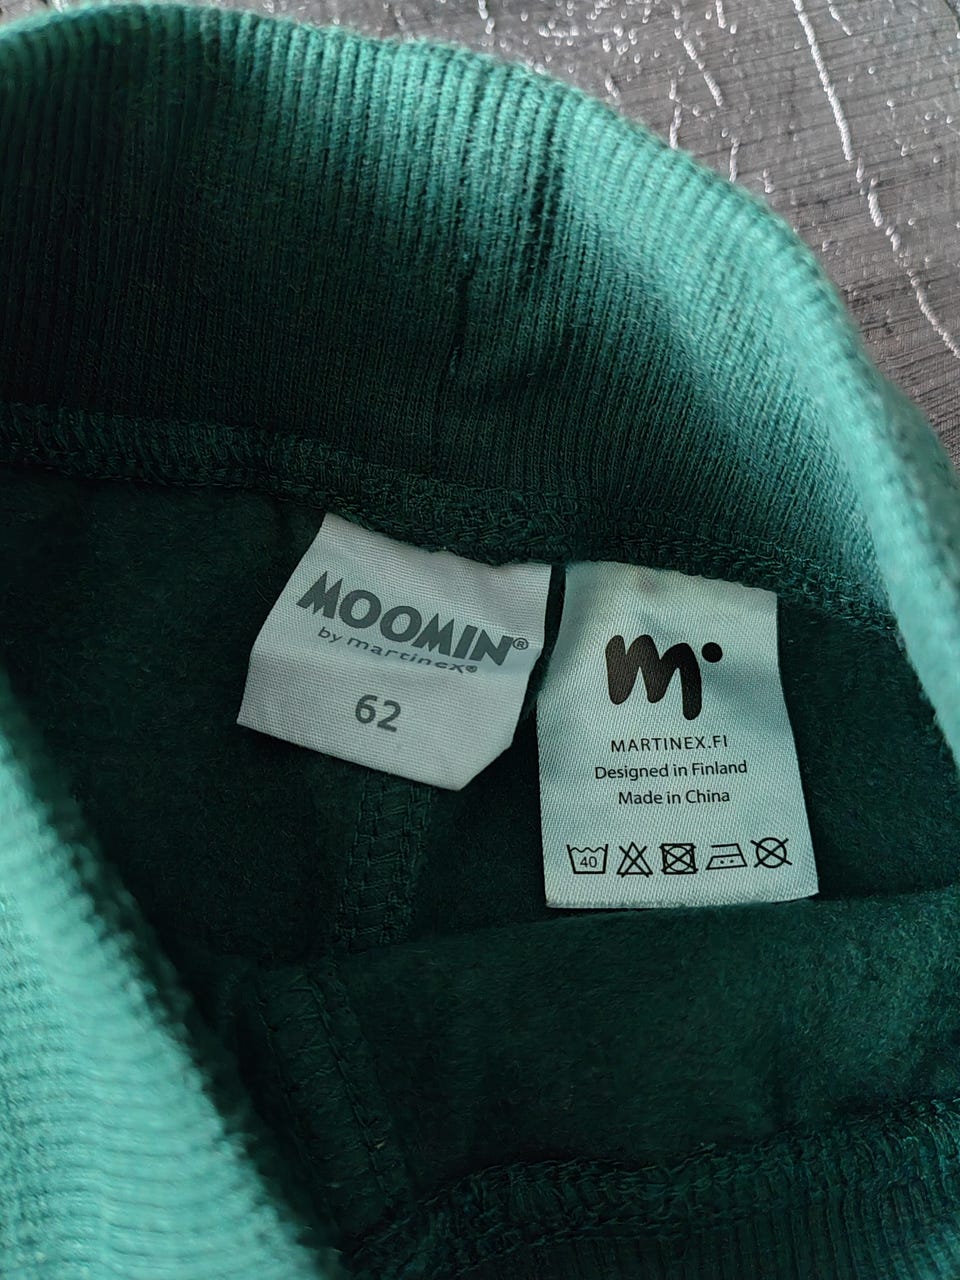 MOOMIN®
by martinex®
62
m
MARTINEX.FI
Designed in Finland
Made in China
40